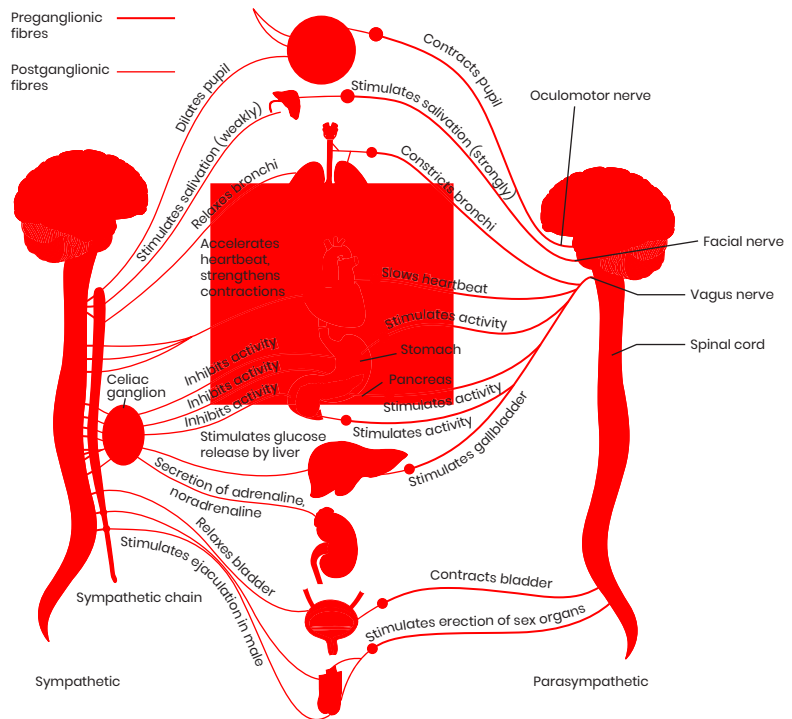 Preganglionic
fibres
Postganglionic
fibres
Contracts pupil
Dilates pupil
Stimulates salivation (strongly)
Oculomotor nerve
Stimulates salivation (weakly)
Constricts bronchi
Relaxes bronchi
Facial nerve
Accelerates
heartbeat,
strengthens
contractions
Slows heartbeat
Vagus nerve
Stimulates activity
Spinal cord
Stomach
Inhibits activity
Inhibits activity
Inhibits activity
Pancreas
Celiac
ganglion
Stimulates activity
Stimulates activity
Stimulates glucose
release by liver
Stimulates gallbladder
Secretion of adrenaline,
noradrenaline
Relaxes bladder
Stimulates ejaculation in male
Contracts bladder
Sympathetic chain
Stimulates erection of sex organs
Sympathetic
Parasympathetic